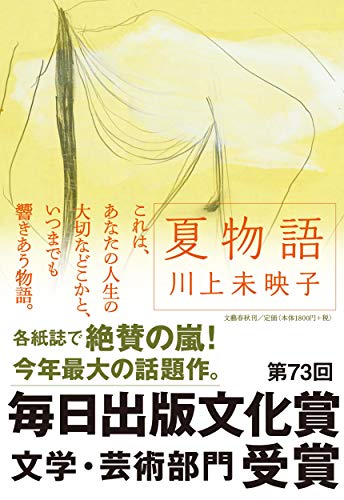 夏物語
川上未映子
文藝春秋刊／定価（本体1800円＋税）
これは、
あなたの人生の
大切などこかと、
いつまでも
響きあう物語。
各紙誌で絶賛の嵐！
今年最大の話題作。
第73回
毎日出版文化賞
文学・芸術部門 受賞